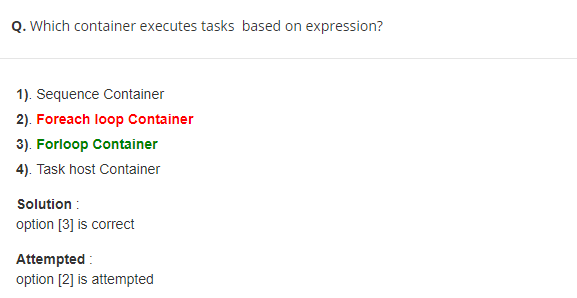 Q. Which container executes tasks based on expression?
1). Sequence Container
2). Foreach loop Container
3). Forloop Container
4). Task host Container
Solution :
option [3] is correct
Attempted :
option [2] is attempted